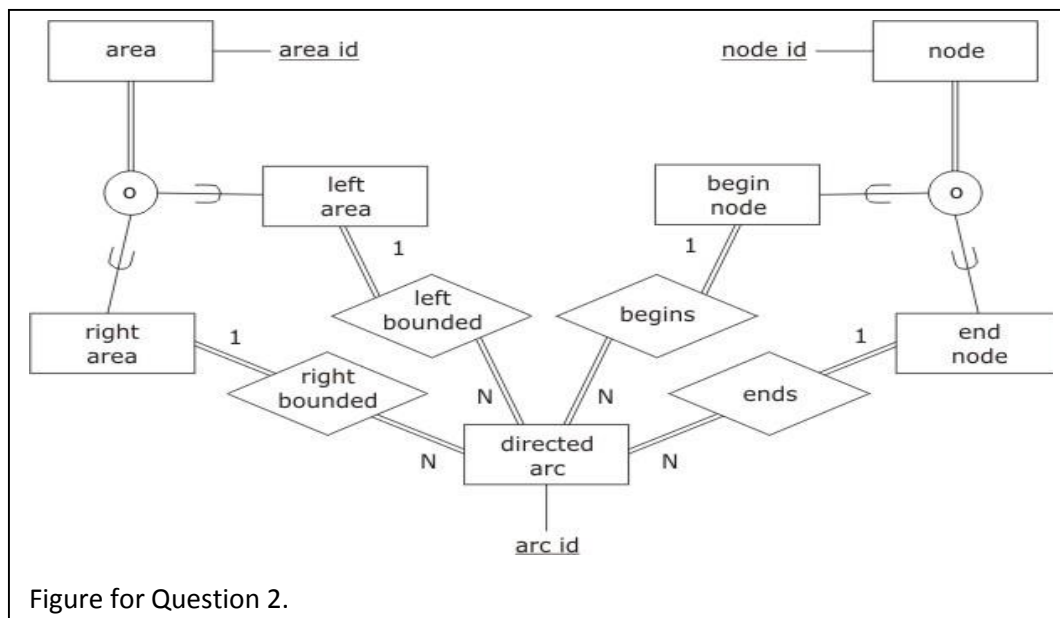 area
area id
node id
node
o
left
area
begin
node
o
1
1
left
bounded
begins
right
area
1
right
bounded
1
end
node
ends
N
N
N
directed
arc
N
arc id
Figure for Question 2.